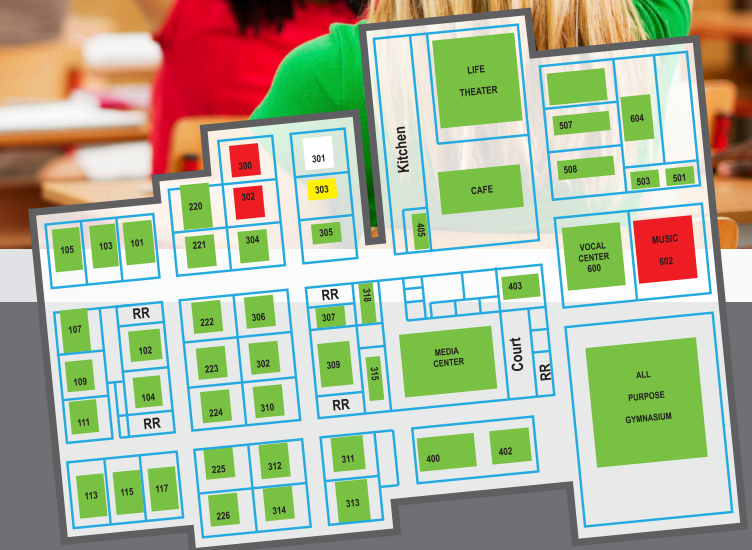 LIFE
THEATER
Kitchen
CAFE
405
507
508
604
503
501
300
301
302
303
220
221
304
305
105
103
101
VOCAL
CENTER
600
MUSIC
602
107
RR
102
109
104
111
RR
222
306
223
302
224
310
RR
318
307
309
315
RR
403
MEDIA
CENTER
Court
RR
ALL
PURPOSE
GYMNASIUM
113
115
117
225
312
226
314
311
313
400
402